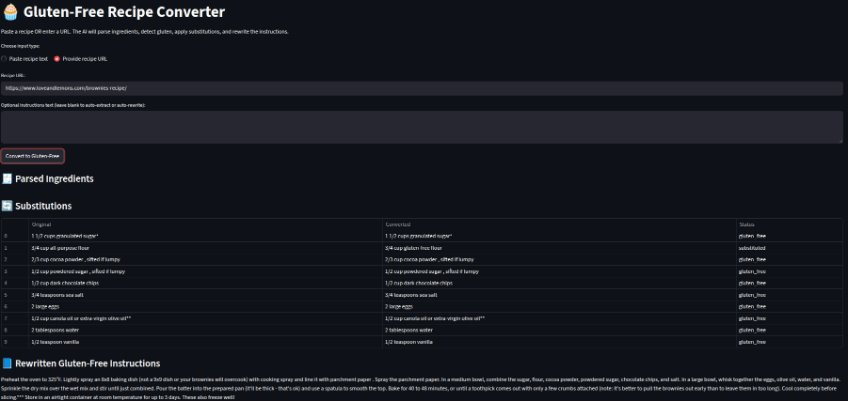 Gluten-Free Recipe Converter
Paste a recipe OR enter a URL. The AI will parse ingredients, detect gluten, apply substitutions, and rewrite the instructions.
Choose input type:
Paste recipe text Provide recipe URL
Recipe URL:
https://www.loveandlemons.com/brownies-recipe/
Optional instructions text (leave blank to auto-extract or auto-rewrite):
Convert to Gluten-Free
Parsed Ingredients
Substitutions
Original Converted Status
0 1 1/2 cups granulated sugar* 1 1/2 cups granulated sugar* gluten_free
1 3/4 cup all-purpose flour 3/4 cup gluten-free flour substituted
2 2/3 cup cocoa powder , sifted if lumpy 2/3 cup cocoa powder , sifted if lumpy gluten_free
3 1/2 cup powdered sugar , sifted if lumpy 1/2 cup powdered sugar , sifted if lumpy gluten_free
4 1/2 cup dark chocolate chips 1/2 cup dark chocolate chips gluten_free
5 3/4 teaspoons sea salt 3/4 teaspoons sea salt gluten_free
6 2 large eggs 2 large eggs gluten_free
7 1/2 cup canola oil or extra-virgin olive oil** 1/2 cup canola oil or extra-virgin olive oil** gluten_free
8 2 tablespoons water 2 tablespoons water gluten_free
9 1/2 teaspoon vanilla 1/2 teaspoon vanilla gluten_free
Rewritten Gluten-Free Instructions
Preheat the oven to 325°F. Lightly spray an 8x8 baking dish (not a 9x9 dish or your brownies will overcook) with cooking spray and line it with parchment paper . Spray the parchment paper. In a medium bowl, combine the sugar, flour, cocoa powder, powdered sugar, chocolate chips, and salt. In a large bowl, whisk together the eggs, olive oil, water, and vanilla.
Sprinkle the dry mix over the wet mix and stir until just combined. Pour the batter into the prepared pan (it'll be thick - that's ok) and use a spatula to smooth the top. Bake for 40 to 48 minutes, or until a toothpick comes out with only a few crumbs attached (note: it's better to pull the brownies out early than to leave them in too long). Cool completely before
slicing.*** Store in an airtight container at room temperature for up to 3 days. These also freeze well!